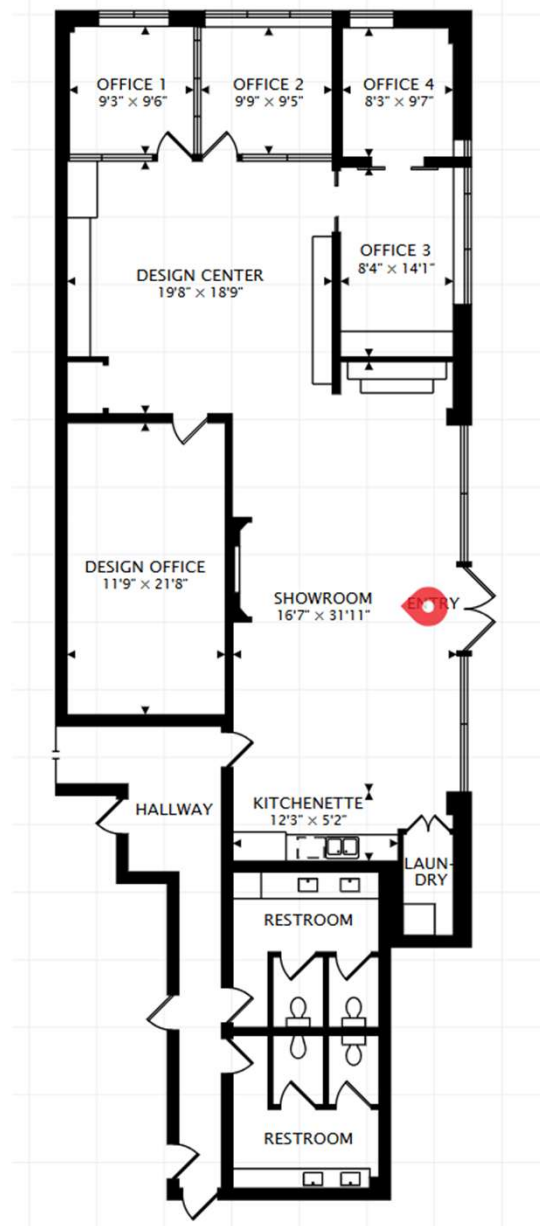 OFFICE 1
9'3" × 9'6"
OFFICE 2
9'9" × 9'5"
OFFICE 4
8'3" × 9'7"
OFFICE 3
8'4" × 14'1"
DESIGN CENTER
19'8" × 18'9"
DESIGN OFFICE
11'9" × 21'8"
SHOWROOM
16'7" × 31'11"
ENTRY
HALLWAY
KITCHENETTE
12'3" × 5'2"
LAUN-
DRY
RESTROOM
RESTROOM